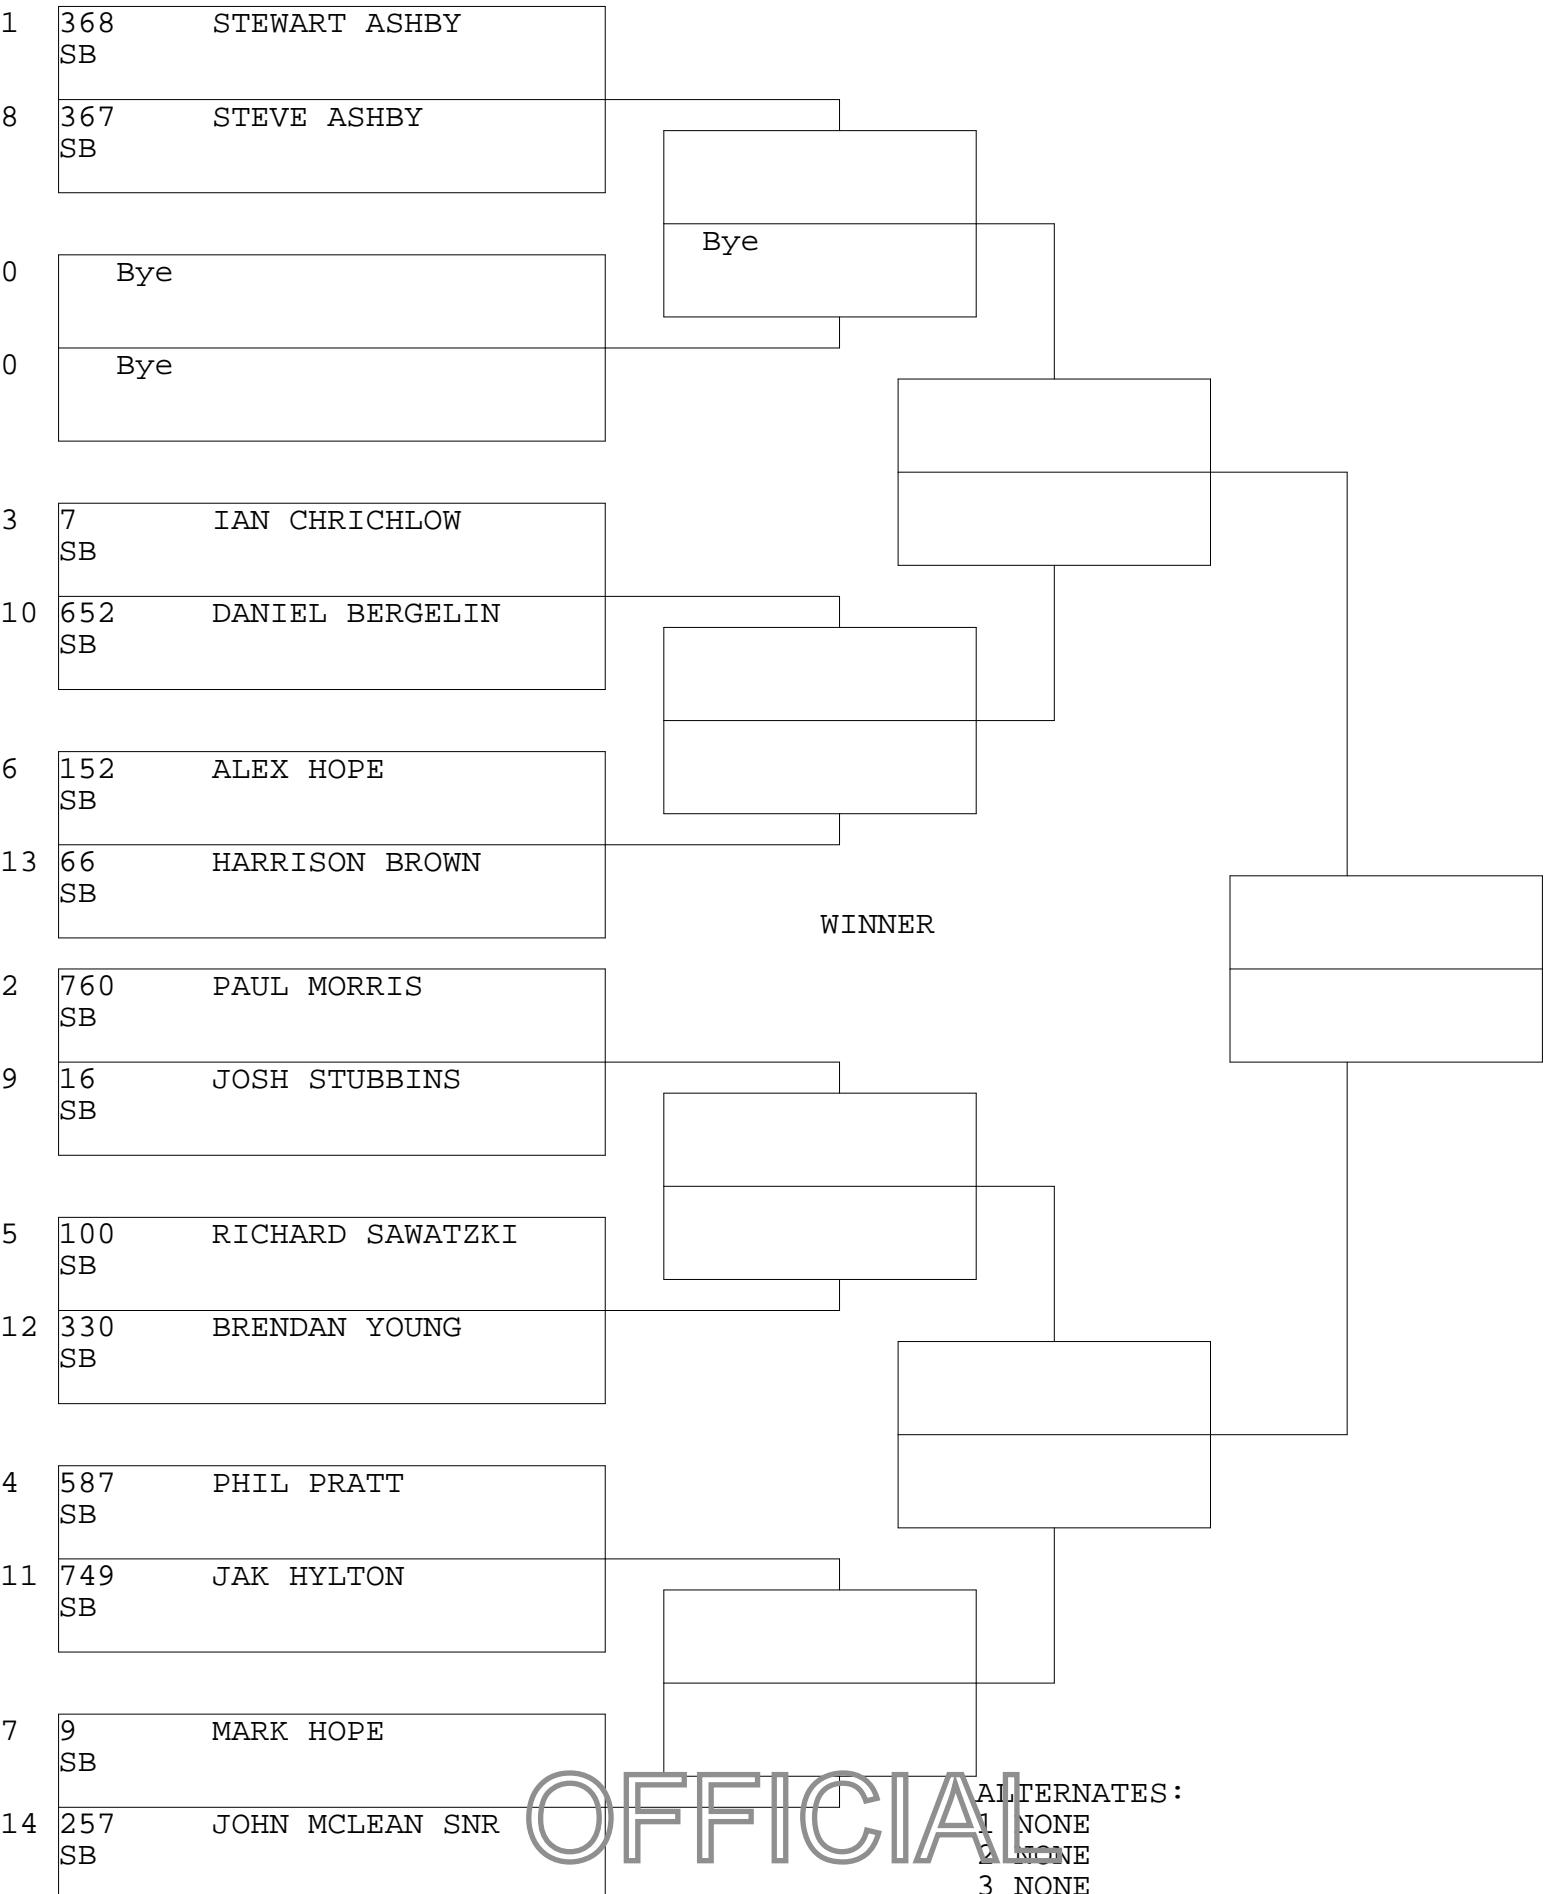 1 368 STEWART ASHBY
SB
8 367 STEVE ASHBY
SB
Bye
0 Bye
0 Bye
3 7 IAN CHRICHLOW
SB
10 652 DANIEL BERGELIN
SB
6 152 ALEX HOPE
SB
13 66 HARRISON BROWN
SB
WINNER
2 760 PAUL MORRIS
SB
9 16 JOSH STUBBINS
SB
5 100 RICHARD SAWATZKI
SB
12 330 BRENDAN YOUNG
SB
4 587 PHIL PRATT
SB
11 749 JAK HYLTON
SB
7 9 MARK HOPE
SB
14 257 JOHN MCLEAN SNR
SB
OFFICIAL
ALTERNATES:
1 NONE
2 NONE
3 NONE